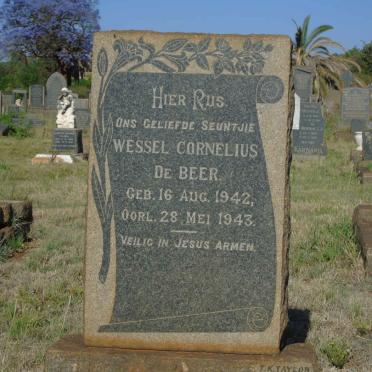 Hier Rus
Ons Geliefde Seuntjie
Wessel Cornelius
De Beer.
Geb. 16 Aug. 1942,
Oorl. 28 Mei 1943.
Veilig in Jesus Armen.
T.K. Taylor